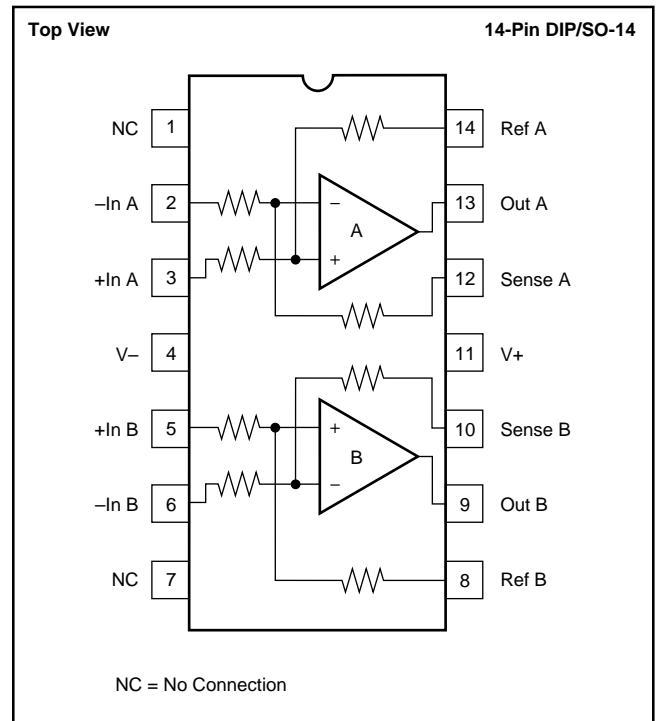 Top View
14-Pin DIP/SO-14
NC 1
14 Ref A
–In A 2
–
13 Out A
A
+In A 3
+
12 Sense A
V– 4
11 V+
+In B 5
+
10 Sense B
B
–In B 6
–
9 Out B
NC 7
8 Ref B
NC = No Connection